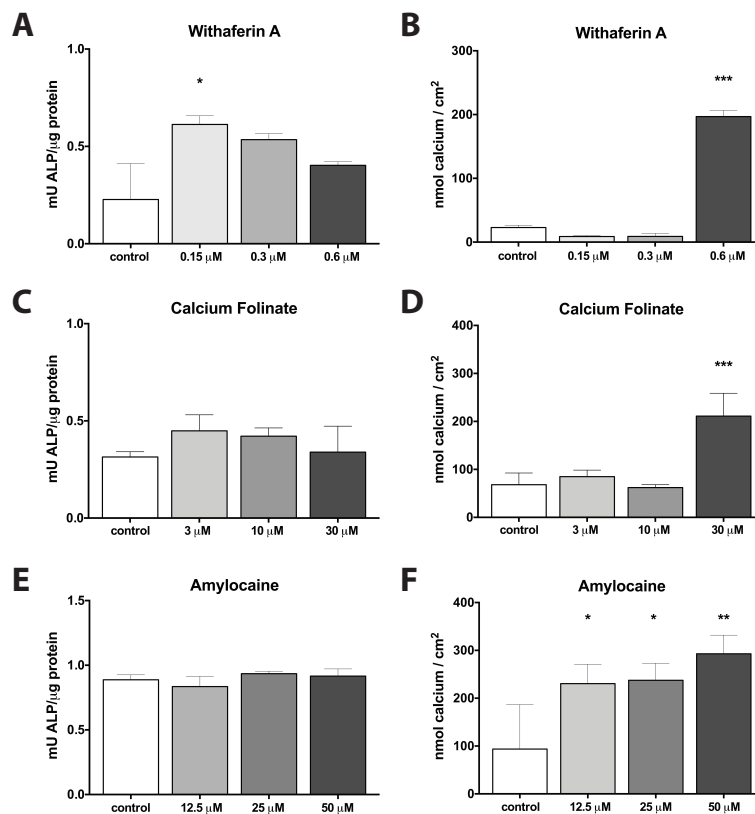 A
Withaferin A
mU ALP/μg protein
1.0
0.5
0.0
*
control 0.15 μM 0.3 μM 0.6 μM
B
Withaferin A
nmol calcium / cm²
300
200
100
0
***
control 0.15 μM 0.3 μM 0.6 μM
C
Calcium Folinate
mU ALP/μg protein
1.0
0.5
0.0
control 3 μM 10 μM 30 μM
D
Calcium Folinate
nmol calcium / cm²
400
300
200
100
0
***
control 3 μM 10 μM 30 μM
E
Amylocaine
mU ALP/μg protein
1.5
1.0
0.5
0.0
control 12.5 μM 25 μM 50 μM
F
Amylocaine
nmol calcium / cm²
400
300
200
100
0
* * **
control 12.5 μM 25 μM 50 μM